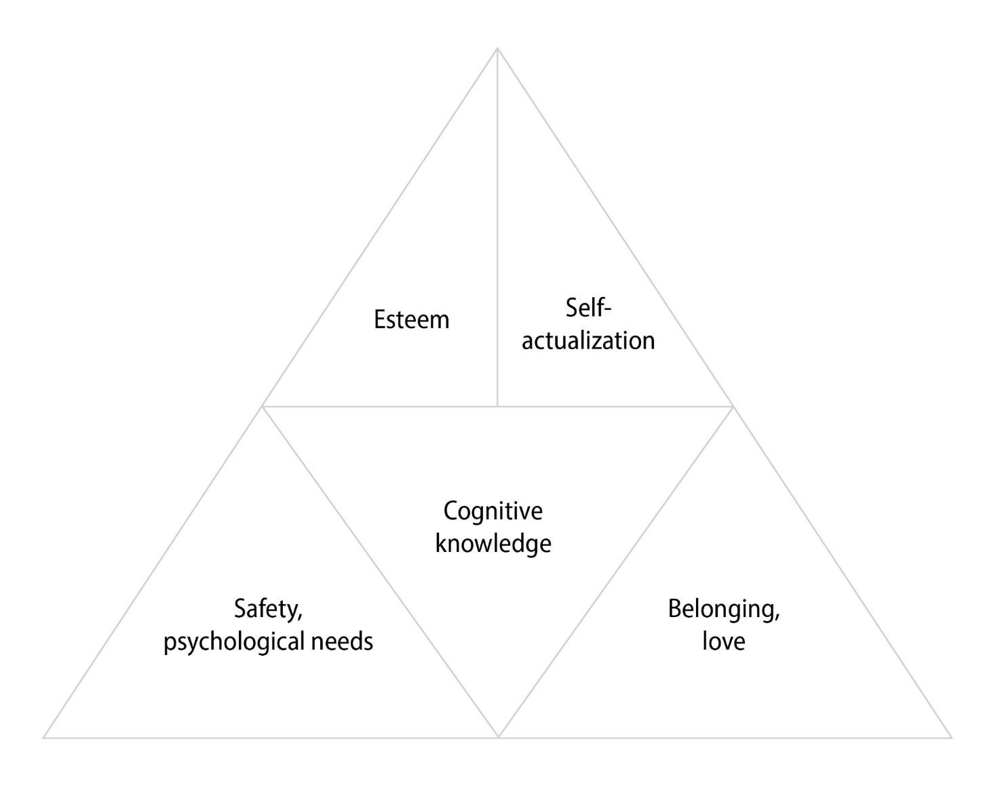 Esteem
Self-
actualization
Cognitive
knowledge
Safety,
psychological needs
Belonging,
love